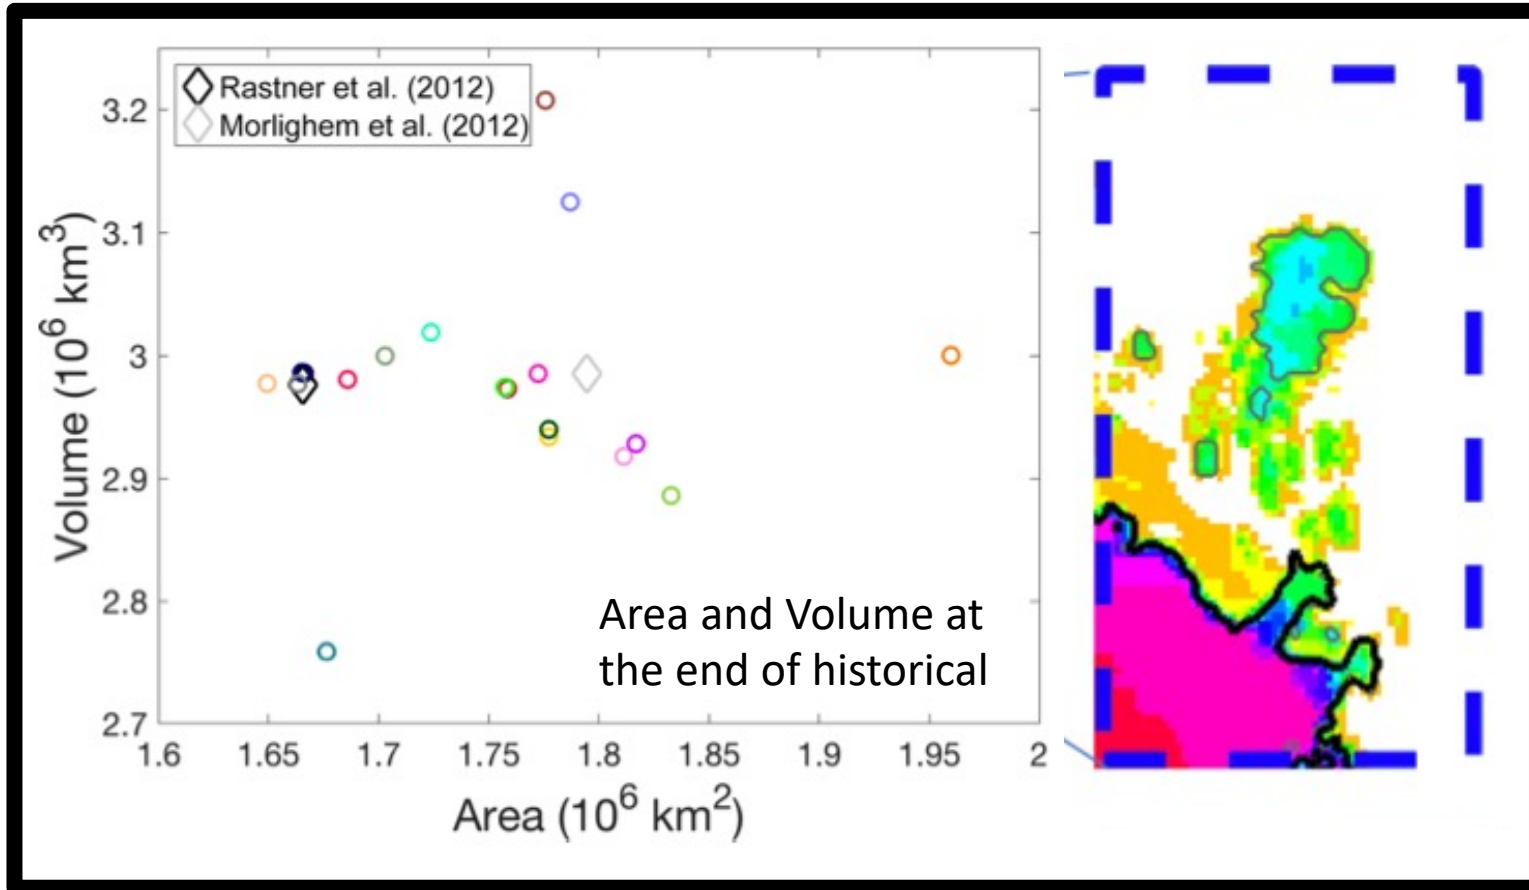 Rastner et al. (2012)
Morlighem et al. (2012)
3.2
3.1
3
2.9
2.8
2.7
Volume (10⁶ km³)
Area and Volume at
the end of historical
1.6 1.65 1.7 1.75 1.8 1.85 1.9 1.95 2
Area (10⁶ km²)